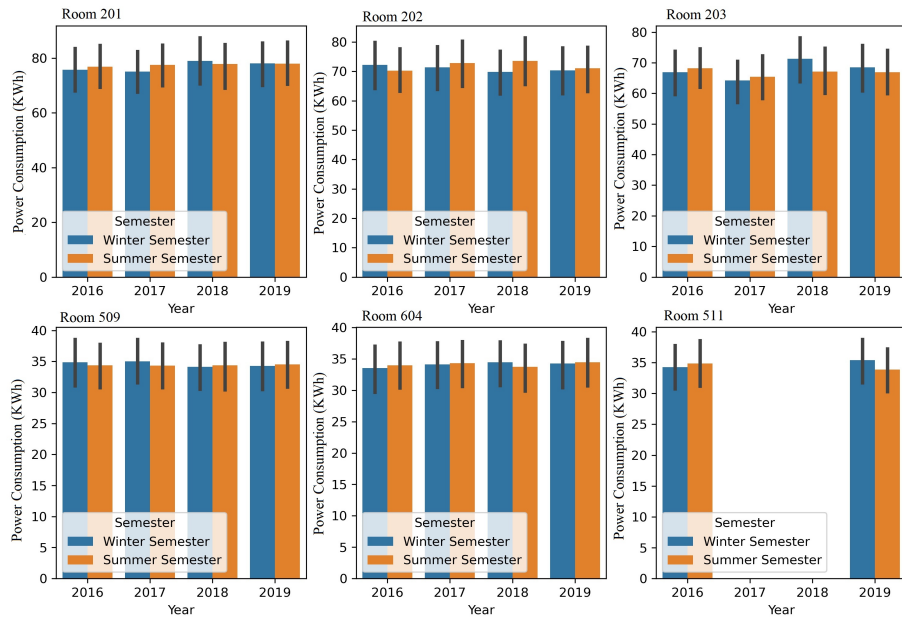 Room 201
Power Consumption (KWh)
80
60
40
20
0
Semester
Winter Semester
Summer Semester
2016 2017 2018 2019
Year
Room 202
Power Consumption (KWh)
80
70
60
50
40
30
20
10
0
Semester
Winter Semester
Summer Semester
2016 2017 2018 2019
Year
Room 203
Power Consumption (KWh)
80
70
60
50
40
30
20
10
0
Semester
Winter Semester
Summer Semester
2016 2017 2018 2019
Year
Room 509
Power Consumption (KWh)
40
35
30
25
20
15
10
5
0
Semester
Winter Semester
Summer Semester
2016 2017 2018 2019
Year
Room 604
Power Consumption (KWh)
40
35
30
25
20
15
10
5
0
Semester
Winter Semester
Summer Semester
2016 2017 2018 2019
Year
Room 511
Power Consumption (KWh)
40
35
30
25
20
15
10
5
0
Semester
Winter Semester
Summer Semester
2016 2017 2018 2019
Year